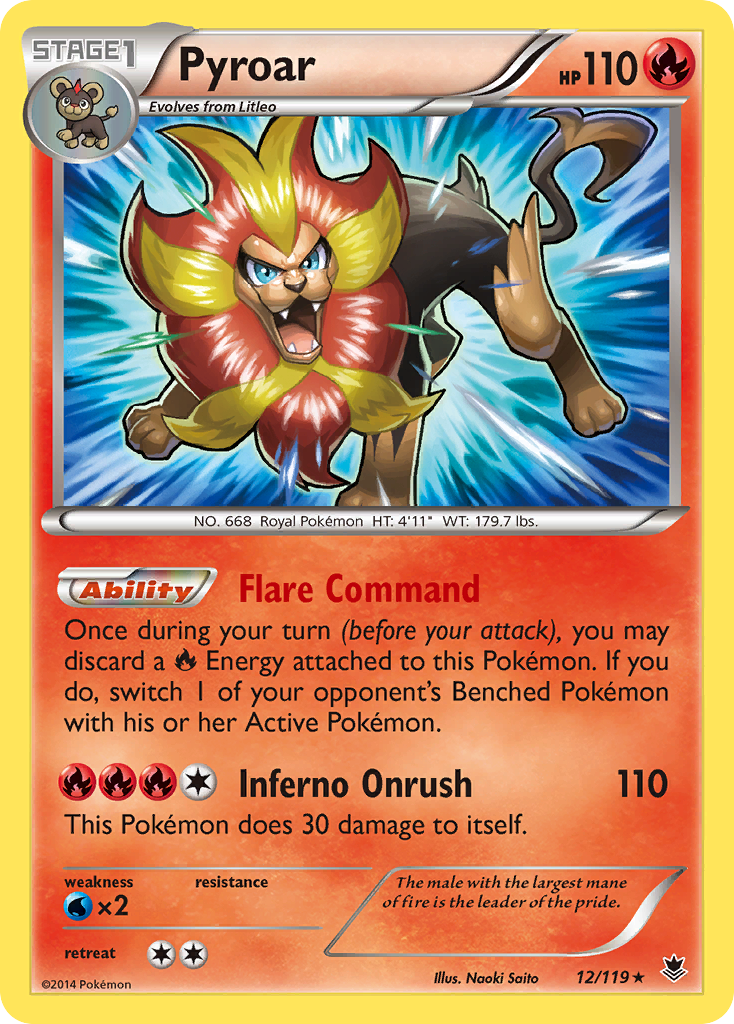 STAGE1
Pyroar
HP110
Evolves from Litleo
NO. 668 Royal Pokémon HT: 4'11" WT: 179.7 lbs.
Ability Flare Command
Once during your turn (before your attack), you may
discard a Energy attached to this Pokémon. If you
do, switch 1 of your opponent's Benched Pokémon
with his or her Active Pokémon.
Inferno Onrush 110
This Pokémon does 30 damage to itself.
weakness resistance
×2
retreat
The male with the largest mane
of fire is the leader of the pride.
©2014 Pokémon
Illus. Naoki Saito
12/119 ★